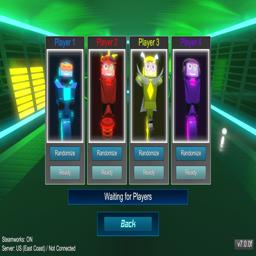 Player 1 Player 2 Player 3 Player 4
Randomize Randomize Randomize Randomize
Ready Ready Ready Ready
Waiting for Players
Back
Steamworks: ON
Server: US (East Coast) / Not Connected
v7.0.0f